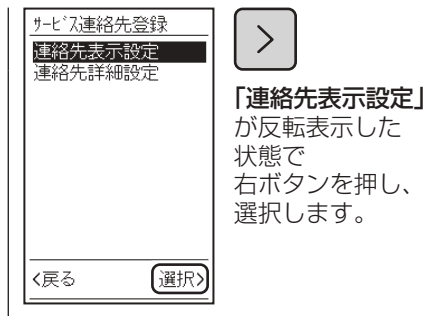 ｻｰﾋﾞｽ連絡先登録
連絡先表示設定
連絡先詳細設定
<戻る
選択>
>
「連絡先表示設定」
が反転表示した
状態で
右ボタンを押し、
選択します。